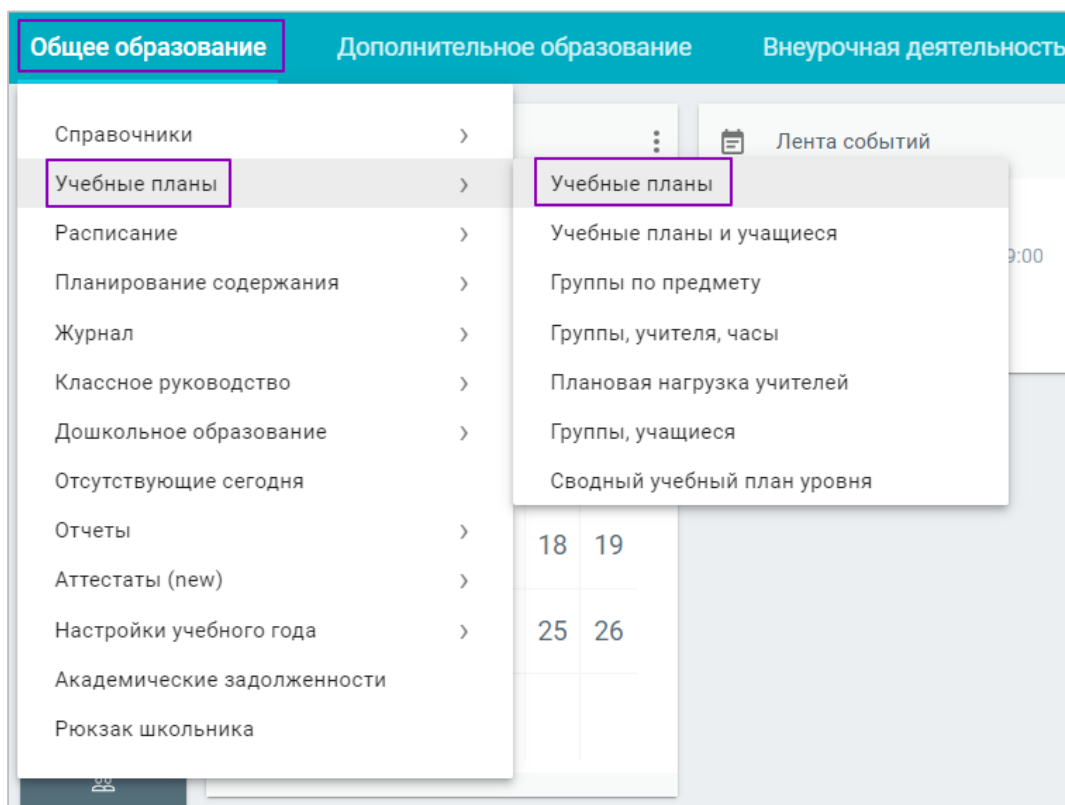 Общее образование
Дополнительное образование
Внеурочная деятельность
Справочники
Учебные планы
Расписание
Планирование содержания
Журнал
Классное руководство
Дошкольное образование
Отсутствующие сегодня
Отчеты
Аттестаты (new)
Настройки учебного года
Академические задолженности
Рюкзак школьника
Лента событий
Учебные планы
Учебные планы и учащиеся
Группы по предмету
Группы, учителя, часы
Плановая нагрузка учителей
Группы, учащиеся
Сводный учебный план уровня
9:00
18 19
25 26